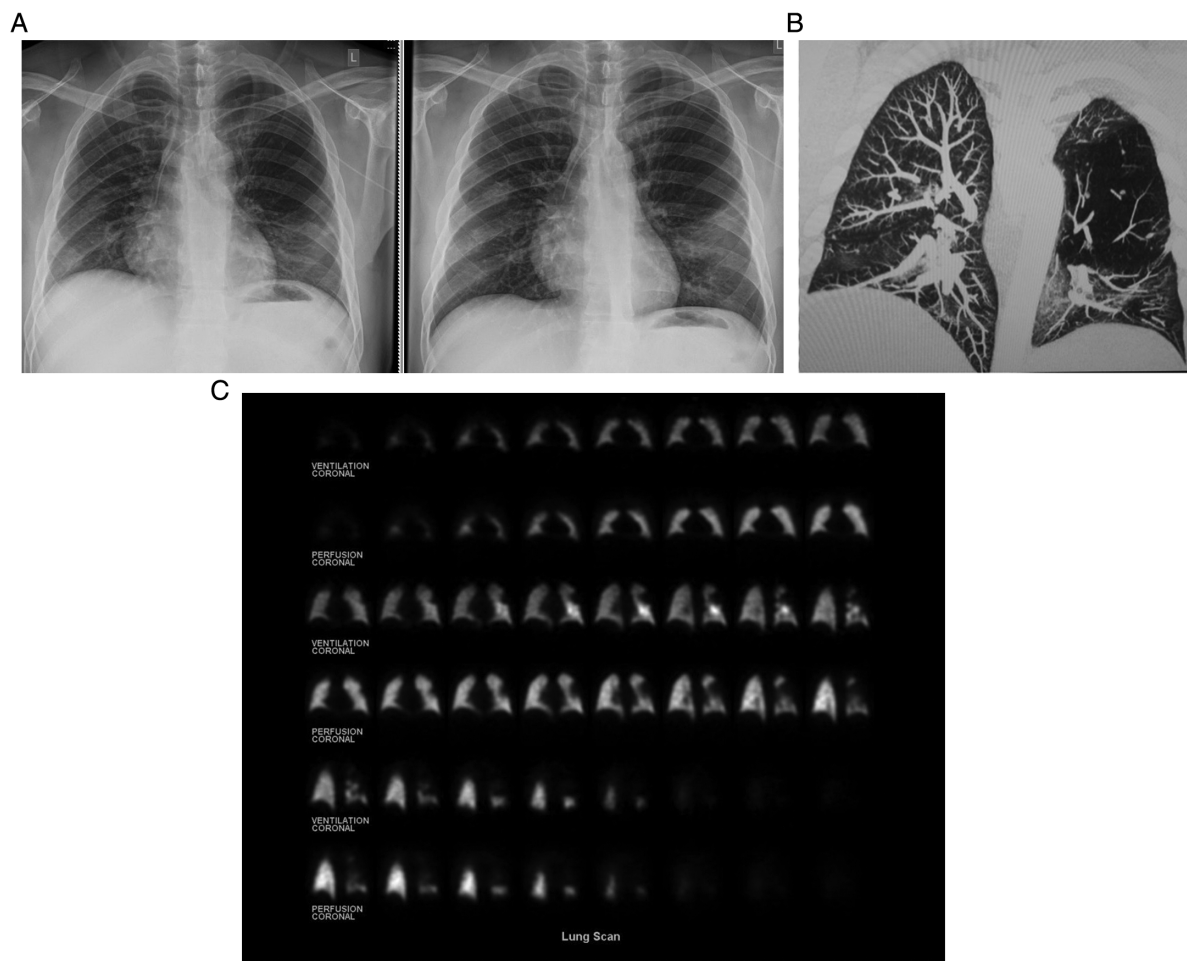 A
B
L
L
C
VENTILATION
CORONAL
PERFUSION
CORONAL
VENTILATION
CORONAL
PERFUSION
CORONAL
VENTILATION
CORONAL
PERFUSION
CORONAL
Lung Scan